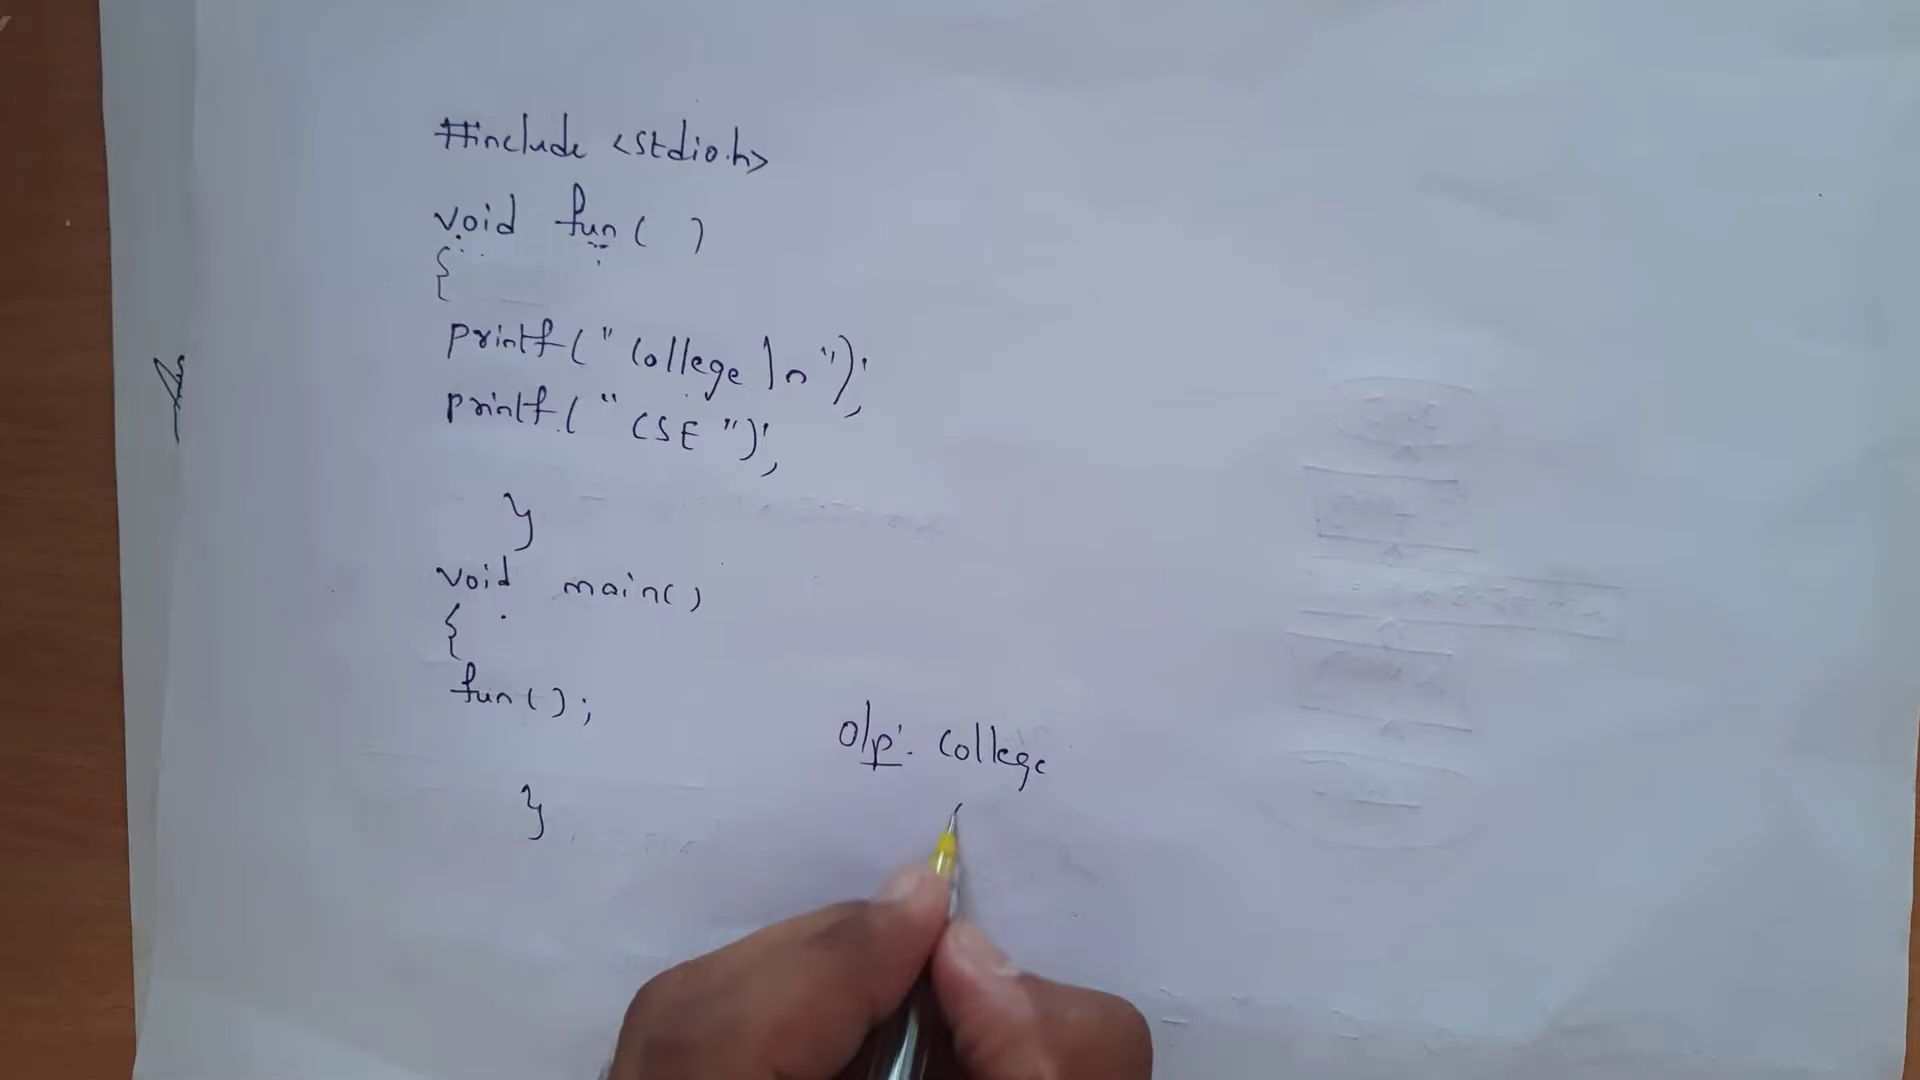 #include <stdio.h>
void fun( )
{
printf("College \n");
printf("CSE");
}
void main()
{
fun();
}
o/p: College